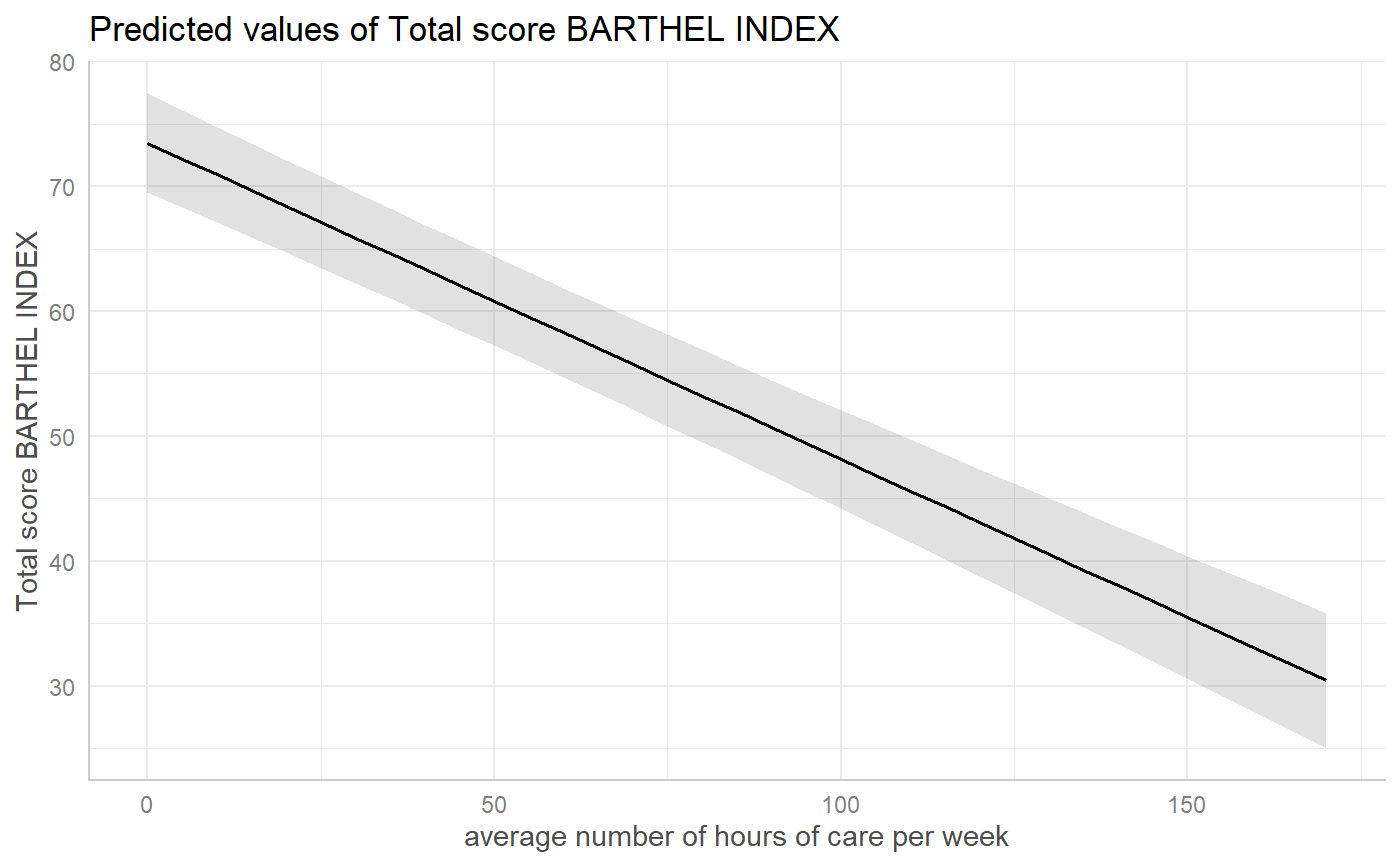 Predicted values of Total score BARTHEL INDEX
Total score BARTHEL INDEX
80
70
60
50
40
30
0 50 100 150
average number of hours of care per week